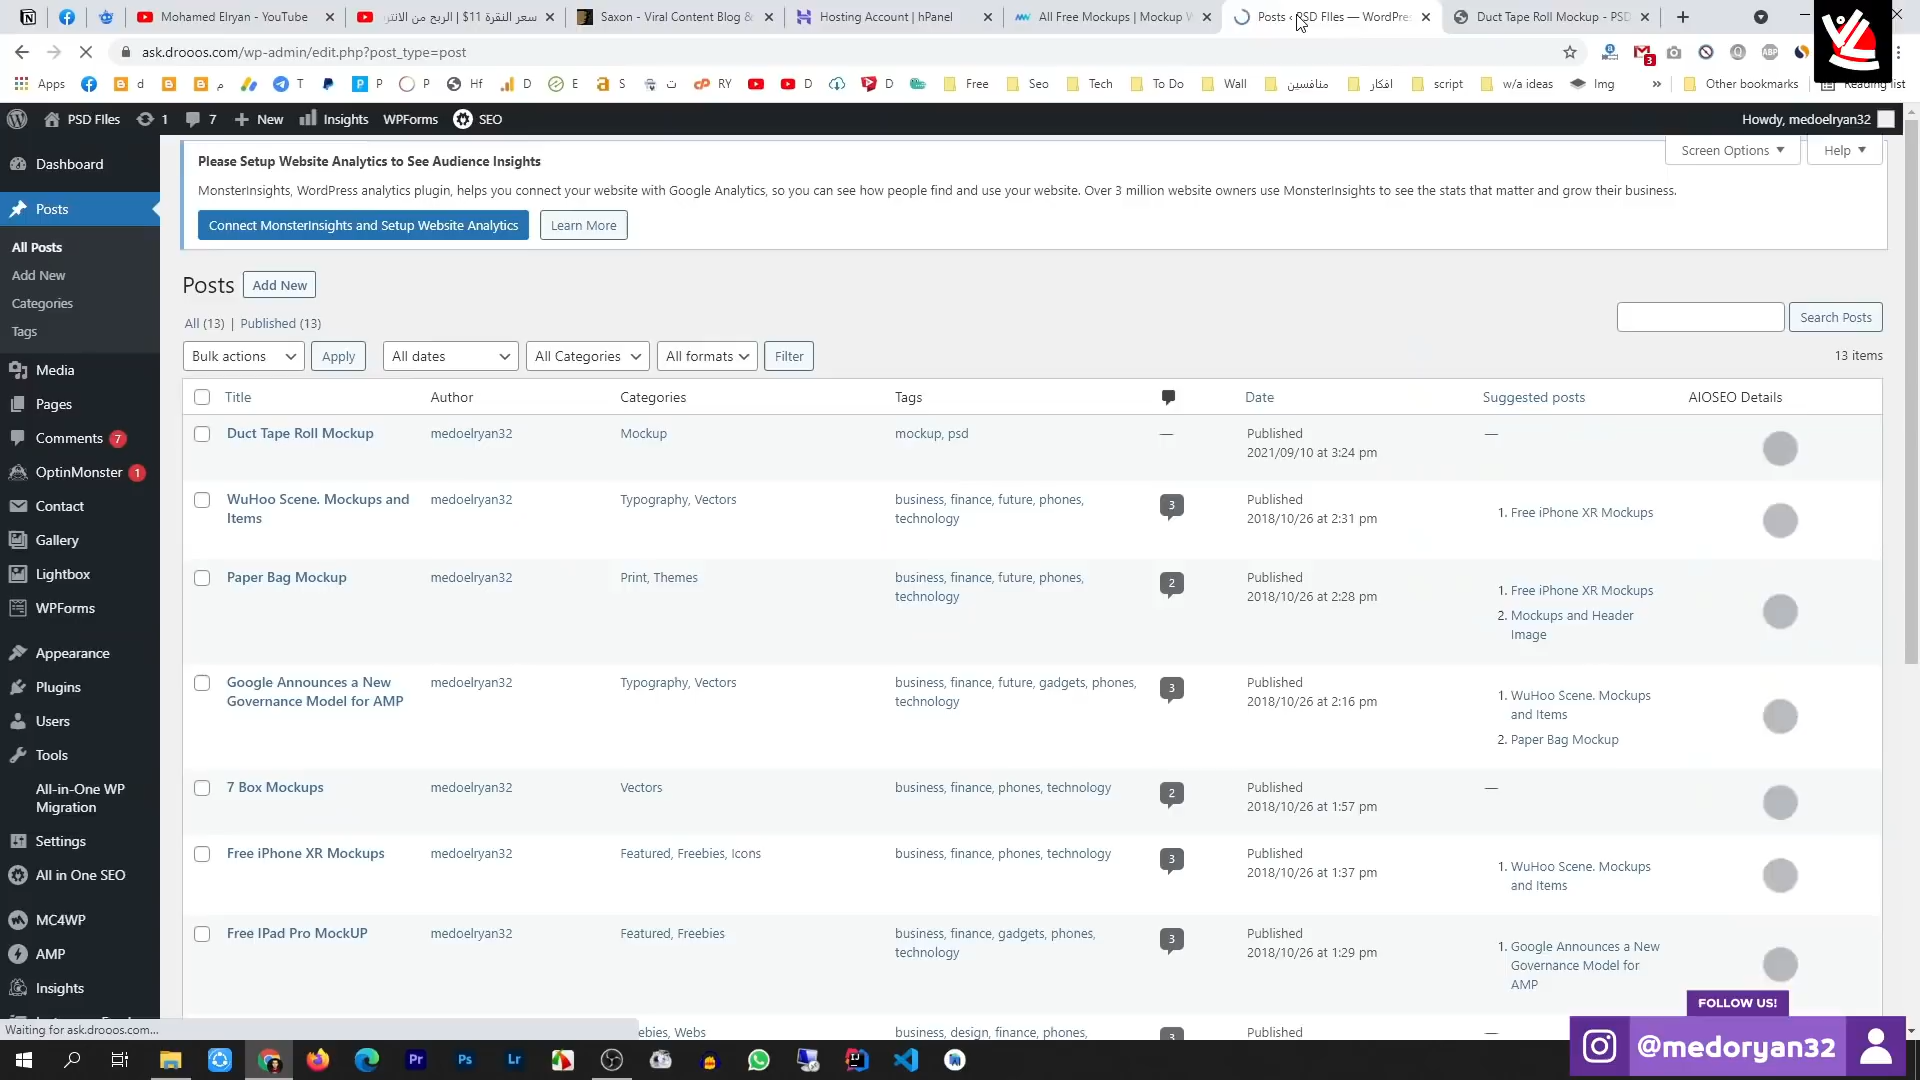 Mohamed Elryan - YouTube
سعر النقرة 11$ | الربح من الانتر
Saxon - Viral Content Blog &
Hosting Account | hPanel
All Free Mockups | Mockup W
Posts ‹ PSD FIles — WordPre
Duct Tape Roll Mockup - PSD
ask.drooos.com/wp-admin/edit.php?post_type=post
3
ABP
Apps
d
م
T
P
P
Hf
D
E
S
ت
RY
D
D
Free
Seo
Tech
To Do
Wall
منافسين
افكار
script
w/a ideas
Img
»
Other bookmarks
Reading list
PSD FIles
1
7
New
Insights
WPForms
SEO
Howdy, medoelryan32
Dashboard
Posts
All Posts
Add New
Categories
Tags
Media
Pages
Comments 7
OptinMonster 1
Contact
Gallery
Lightbox
WPForms
Appearance
Plugins
Users
Tools
All-in-One WP
Migration
Settings
All in One SEO
MC4WP
AMP
Insights
Please Setup Website Analytics to See Audience Insights
Screen Options
Help
MonsterInsights, WordPress analytics plugin, helps you connect your website with Google Analytics, so you can see how people find and use your website. Over 3 million website owners use MonsterInsights to see the stats that matter and grow their business.
Connect MonsterInsights and Setup Website Analytics
Learn More
Posts
Add New
All (13) | Published (13)
Search Posts
Bulk actions
Apply
All dates
All Categories
All formats
Filter
13 items
Title Author Categories Tags Date Suggested posts AIOSEO Details
Duct Tape Roll Mockup medoelryan32 Mockup mockup, psd — Published —
2021/09/10 at 3:24 pm
WuHoo Scene. Mockups and medoelryan32 Typography, Vectors business, finance, future, phones, 3 Published
Items technology 2018/10/26 at 2:31 pm 1. Free iPhone XR Mockups
Paper Bag Mockup medoelryan32 Print, Themes business, finance, future, phones, 2 Published 1. Free iPhone XR Mockups
technology 2018/10/26 at 2:28 pm
2. Mockups and Header
Image
Google Announces a New medoelryan32 Typography, Vectors business, finance, future, gadgets, phones, 3 Published 1. WuHoo Scene. Mockups
Governance Model for AMP technology 2018/10/26 at 2:16 pm and Items
2. Paper Bag Mockup
7 Box Mockups medoelryan32 Vectors business, finance, phones, technology 2 Published —
2018/10/26 at 1:57 pm
Free iPhone XR Mockups medoelryan32 Featured, Freebies, Icons business, finance, phones, technology 3 Published 1. WuHoo Scene. Mockups
2018/10/26 at 1:37 pm and Items
Free IPad Pro MockUP medoelryan32 Featured, Freebies business, finance, gadgets, phones, 3 Published 1. Google Announces a New
technology 2018/10/26 at 1:29 pm Governance Model for
AMP
ebies, Webs business, design, finance, phones, 3 Published —
Waiting for ask.drooos.com...
FOLLOW US!
@medoryan32
Pr
Ps
Lr